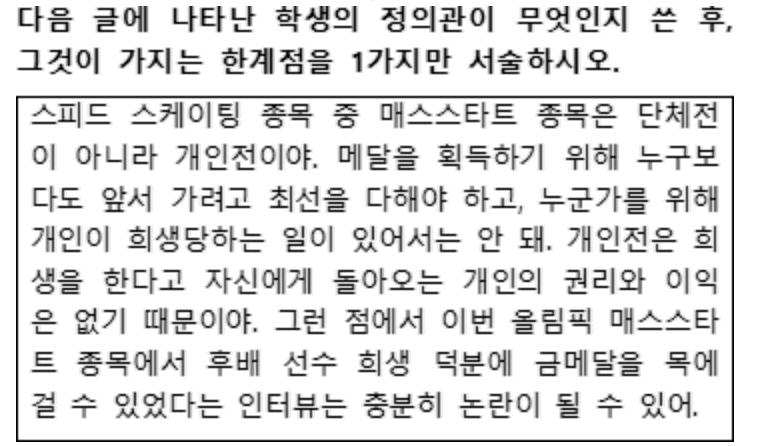 다음 글에 나타난 학생의 정의관이 무엇인지 쓴 후,
그것이 가지는 한계점을 1가지만 서술하시오.
스피드 스케이팅 종목 중 매스스타트 종목은 단체전
이 아니라 개인전이야. 메달을 획득하기 위해 누구보
다도 앞서 가려고 최선을 다해야 하고, 누군가를 위해
개인이 희생당하는 일이 있어서는 안 돼. 개인전은 희
생을 한다고 자신에게 돌아오는 개인의 권리와 이익
은 없기 때문이야. 그런 점에서 이번 올림픽 매스스타
트 종목에서 후배 선수 희생 덕분에 금메달을 목에
걸 수 있었다는 인터뷰는 충분히 논란이 될 수 있어.